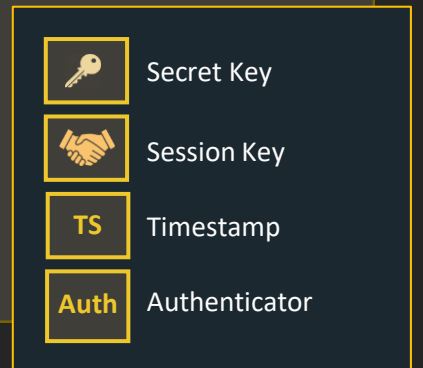 Secret Key
Session Key
TS Timestamp
Auth Authenticator